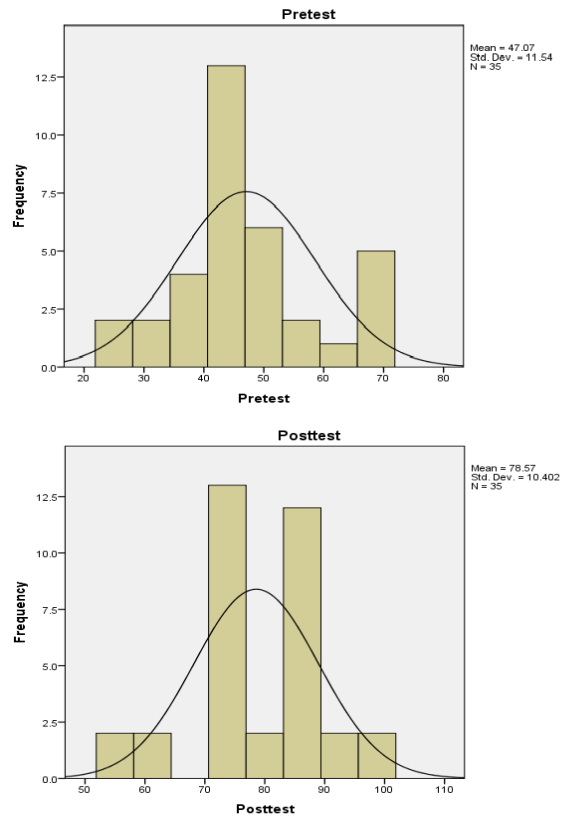 Pretest
Mean = 47.07
Std. Dev. = 11.54
N = 35
12.5
10.0
7.5
5.0
2.5
0.0
Frequency
20 30 40 50 60 70 80
Pretest
Posttest
Mean = 78.57
Std. Dev. = 10.402
N = 35
12.5
10.0
7.5
5.0
2.5
0.0
Frequency
50 60 70 80 90 100 110
Posttest